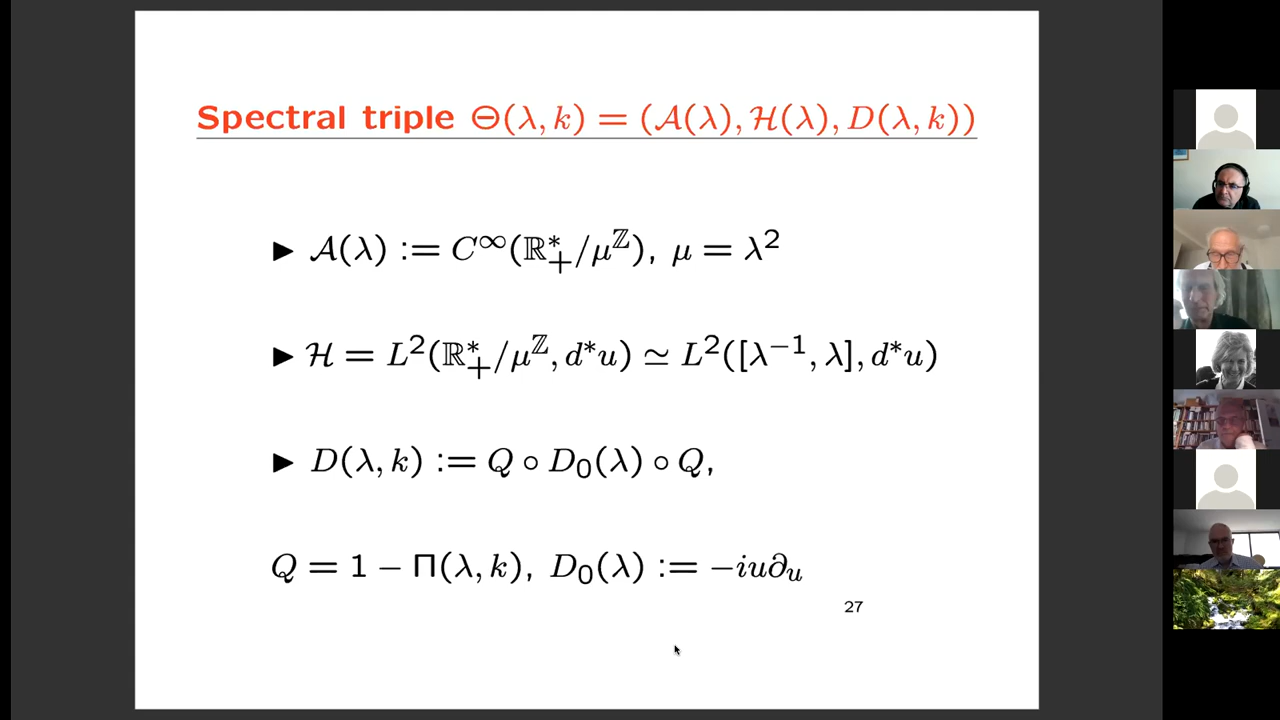 Spectral triple Θ(λ, k) = (𝒜(λ), ℋ(λ), D(λ, k))
▶ 𝒜(λ) := C^∞(ℝ₊*/μ^ℤ), μ = λ²
▶ ℋ = L²(ℝ₊*/μ^ℤ, d*u) ≃ L²([λ⁻¹, λ], d*u)
▶ D(λ, k) := Q ∘ D₀(λ) ∘ Q,
Q = 1 − Π(λ, k), D₀(λ) := −iu∂ᵤ
27